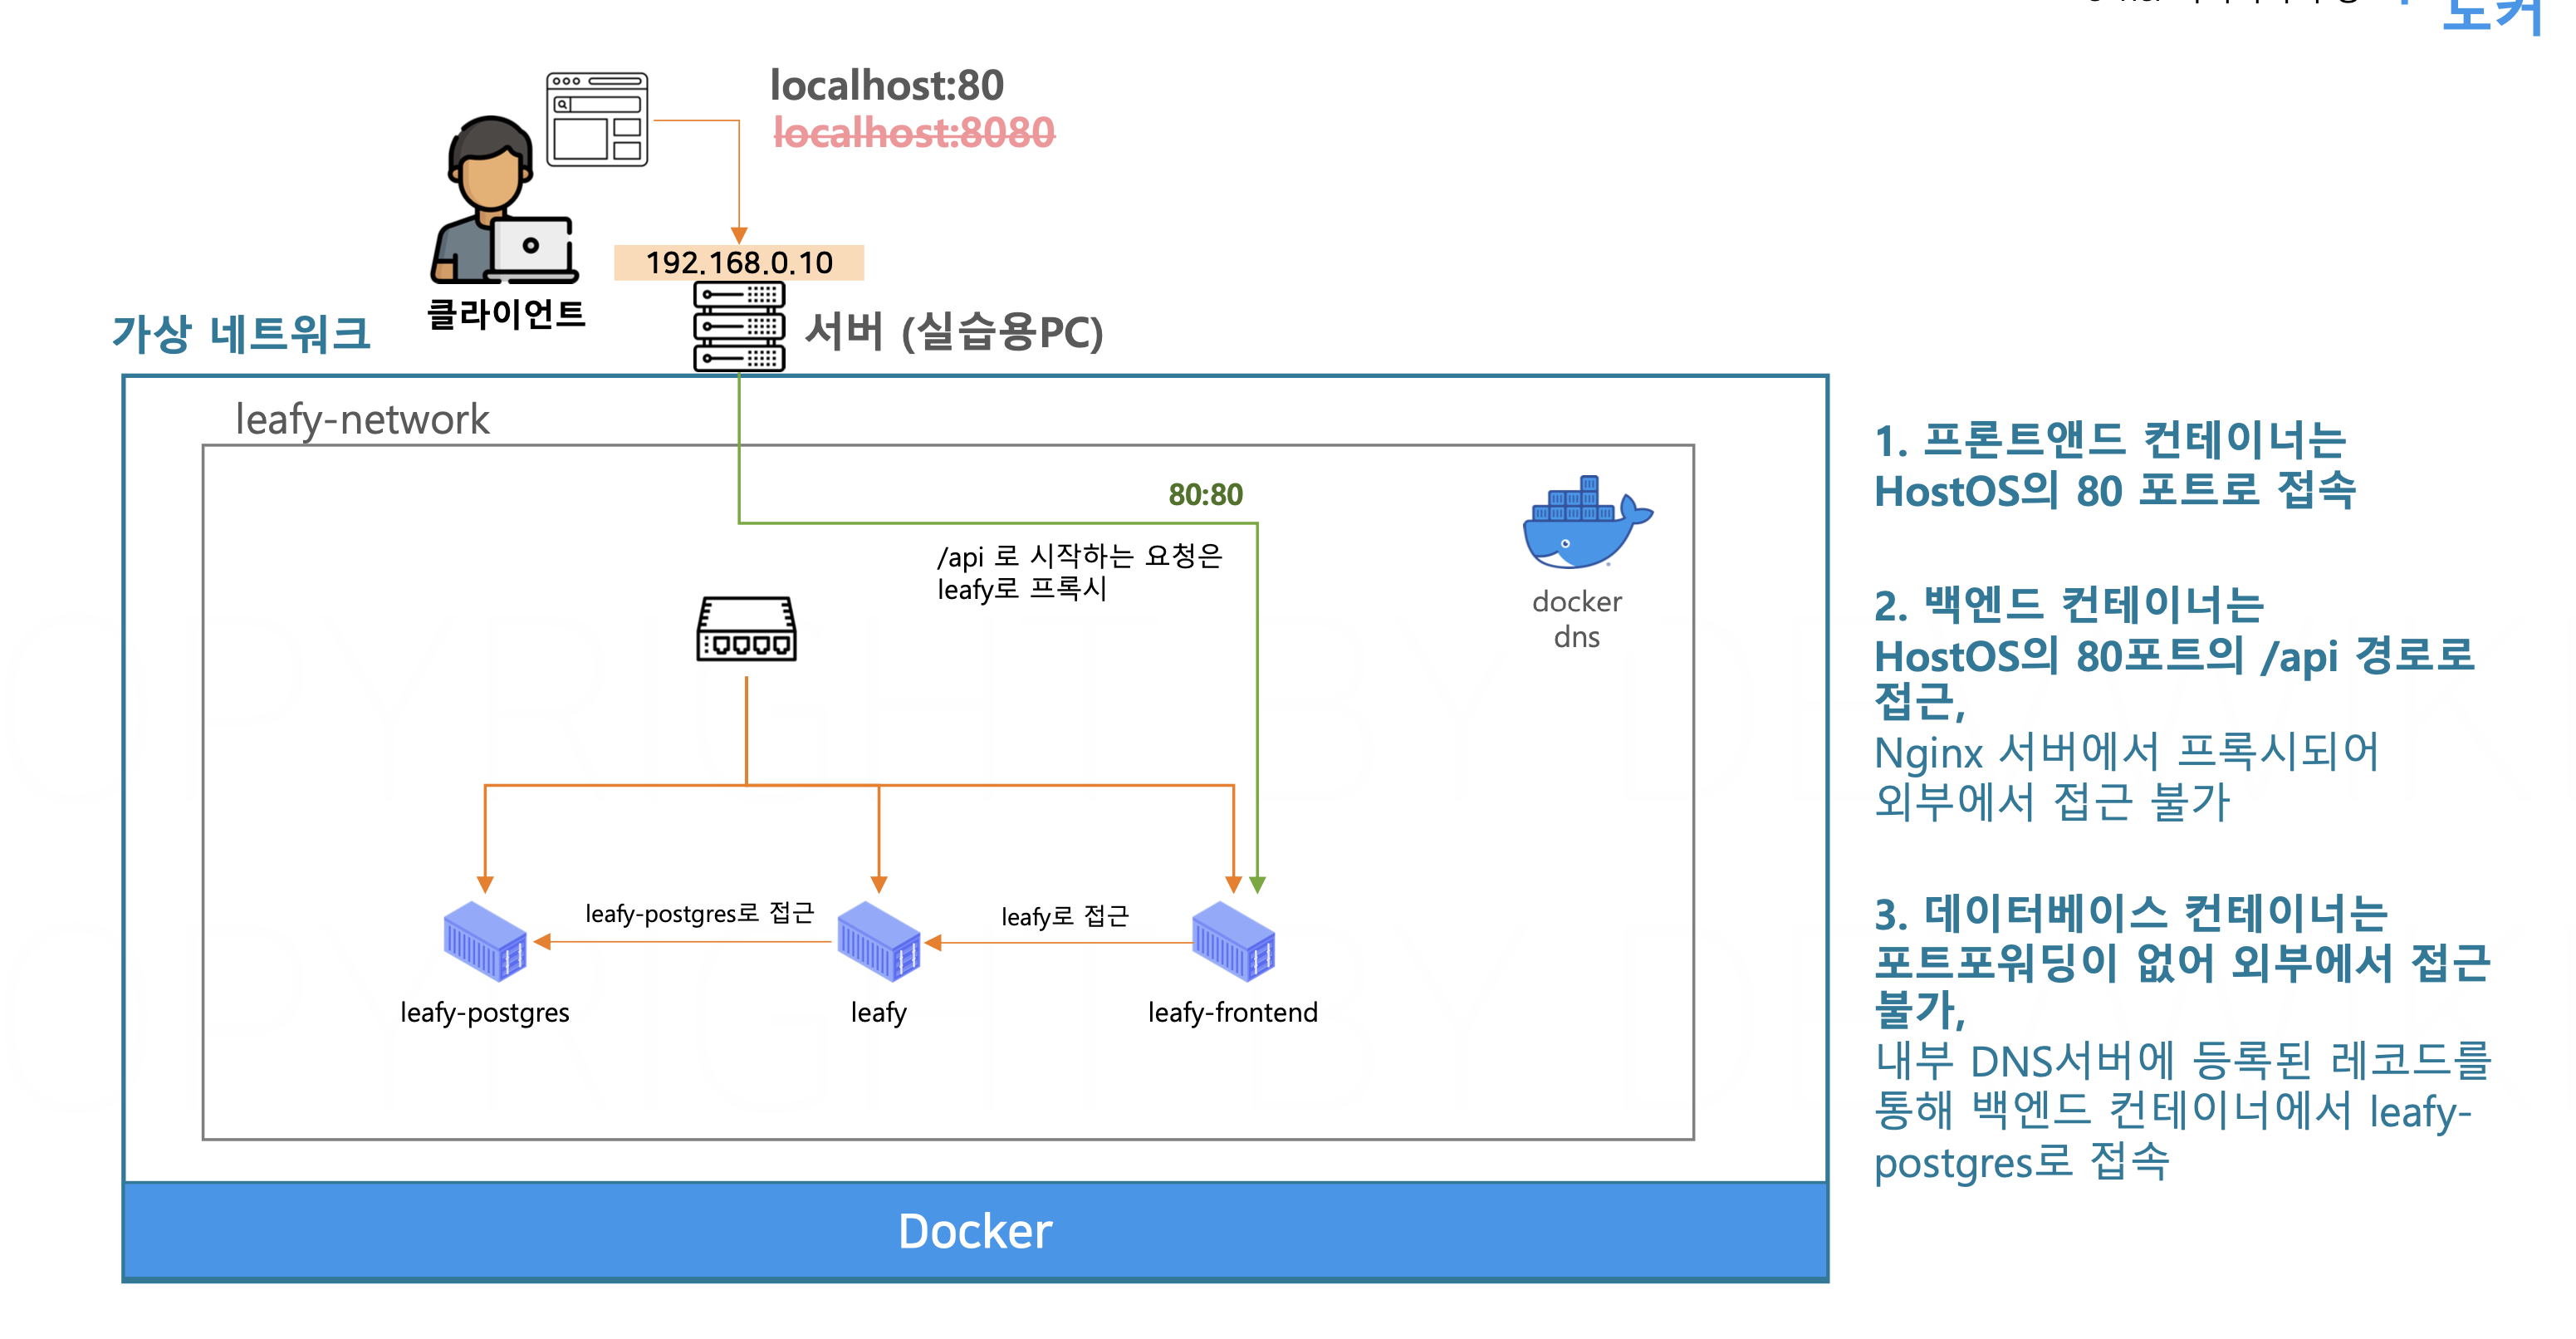 도커
localhost:80
localhost:8080
192.168.0.10
클라이언트
서버 (실습용PC)
가상 네트워크
leafy-network
80:80
/api 로 시작하는 요청은
leafy로 프록시
docker
dns
leafy-postgres로 접근
leafy로 접근
leafy-postgres
leafy
leafy-frontend
Docker
1. 프론트앤드 컨테이너는
HostOS의 80 포트로 접속
2. 백엔드 컨테이너는
HostOS의 80포트의 /api 경로로
접근,
Nginx 서버에서 프록시되어
외부에서 접근 불가
3. 데이터베이스 컨테이너는
포트포워딩이 없어 외부에서 접근
불가,
내부 DNS서버에 등록된 레코드를
통해 백엔드 컨테이너에서 leafy-
postgres로 접속